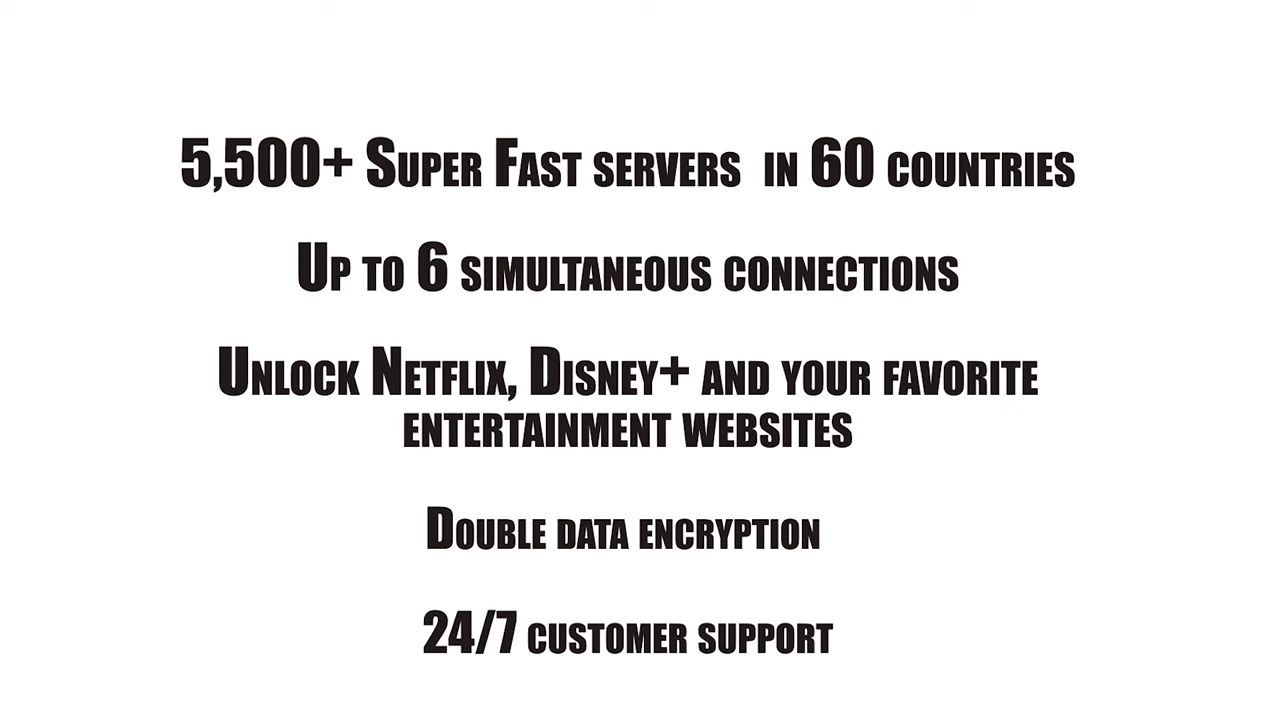 5,500+ Super Fast servers in 60 countries
Up to 6 simultaneous connections
Unlock Netflix, Disney+ and your favorite
entertainment websites
Double data encryption
24/7 customer support